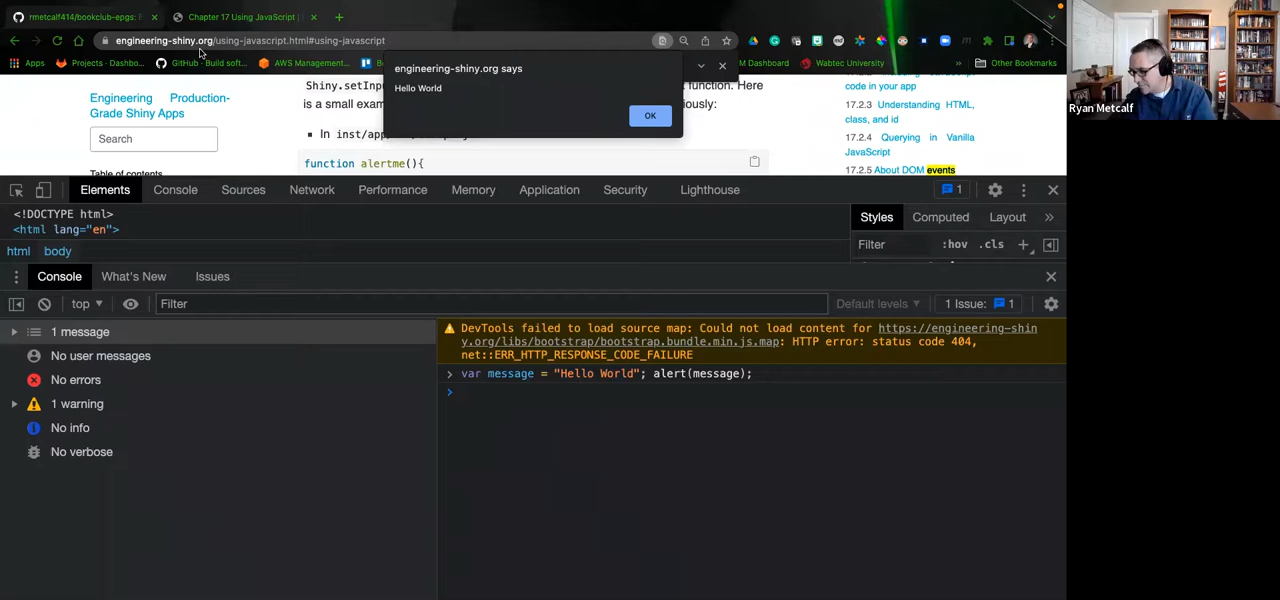 rmetcalf414/bookclub-epgs:
Chapter 17 Using JavaScript |
engineering-shiny.org/using-javascript.html#using-javascript
Apps
Projects - Dashbo...
GitHub - Build soft...
AWS Management...
M Dashboard
Wabtec University
Other Bookmarks
engineering-shiny.org says
Hello World
OK
Engineering Production-
Grade Shiny Apps
Search
Table of contents
Shiny.setInpu
t function. Here
is a small exam
iously:
In inst/app
function alertme(){
code in your app
17.2.3 Understanding HTML,
class, and id
17.2.4 Querying in Vanilla
JavaScript
17.2.5 About DOM events
Ryan Metcalf
Elements
Console
Sources
Network
Performance
Memory
Application
Security
Lighthouse
1
<!DOCTYPE html>
<html lang="en">
html
body
Styles
Computed
Layout
Filter
:hov
.cls
Console
What's New
Issues
top
Filter
Default levels
1 Issue:
1
1 message
No user messages
No errors
1 warning
No info
No verbose
DevTools failed to load source map: Could not load content for https://engineering-shin
y.org/libs/bootstrap/bootstrap.bundle.min.js.map: HTTP error: status code 404,
net::ERR_HTTP_RESPONSE_CODE_FAILURE
> var message = "Hello World"; alert(message);
>